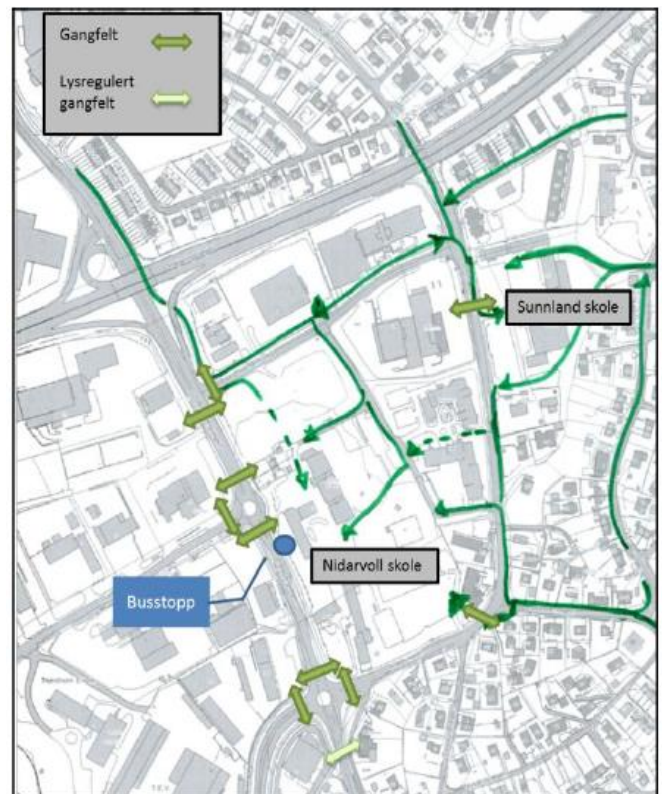 Gangfelt
Lysregulert
gangfelt
Sunnland skole
Nidarvoll skole
Busstopp
T.E.V.